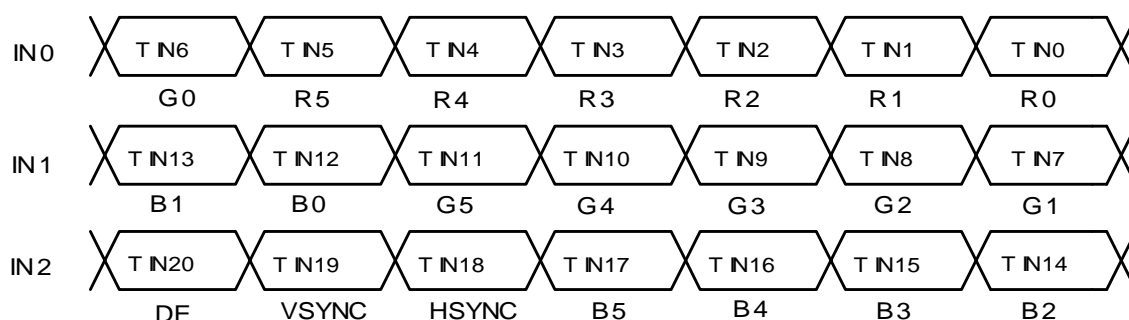 IN0 TIN6 TIN5 TIN4 TIN3 TIN2 TIN1 TIN0
G0 R5 R4 R3 R2 R1 R0
IN1 TIN13 TIN12 TIN11 TIN10 TIN9 TIN8 TIN7
B1 B0 G5 G4 G3 G2 G1
IN2 TIN20 TIN19 TIN18 TIN17 TIN16 TIN15 TIN14
DE VSYNC HSYNC B5 B4 B3 B2